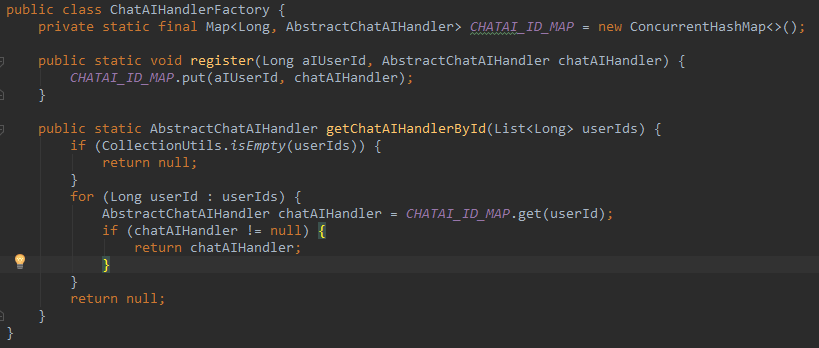 public class ChatAIHandlerFactory {
private static final Map<Long, AbstractChatAIHandler> CHATAI_ID_MAP = new ConcurrentHashMap<>();
public static void register(Long aIUserId, AbstractChatAIHandler chatAIHandler) {
CHATAI_ID_MAP.put(aIUserId, chatAIHandler);
}
public static AbstractChatAIHandler getChatAIHandlerById(List<Long> userIds) {
if (CollectionUtils.isEmpty(userIds)) {
return null;
}
for (Long userId : userIds) {
AbstractChatAIHandler chatAIHandler = CHATAI_ID_MAP.get(userId);
if (chatAIHandler != null) {
return chatAIHandler;
}
}
return null;
}
}